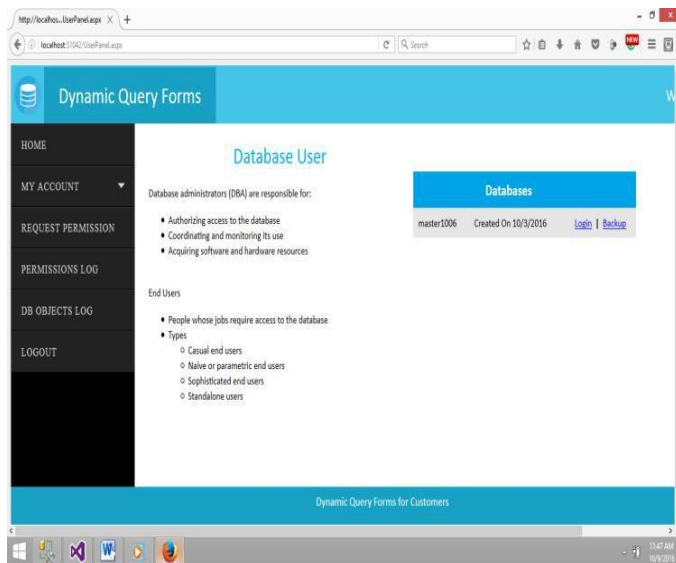 http://localhos...UserPanel.aspx
localhost:51042/UserPanel.aspx
Search
NEW
Dynamic Query Forms
W
HOME
MY ACCOUNT
REQUEST PERMISSION
PERMISSIONS LOG
DB OBJECTS LOG
LOGOUT
Database User
Database administrators (DBA) are responsible for:
Authorizing access to the database
Coordinating and monitoring its use
Acquiring software and hardware resources
End Users
People whose jobs require access to the database
Types
Casual end users
Naive or parametric end users
Sophisticated end users
Standalone users
Databases
master1006 Created On 10/3/2016 Login | Backup
Dynamic Query Forms for Customers
11:47 AM
10/9/2016